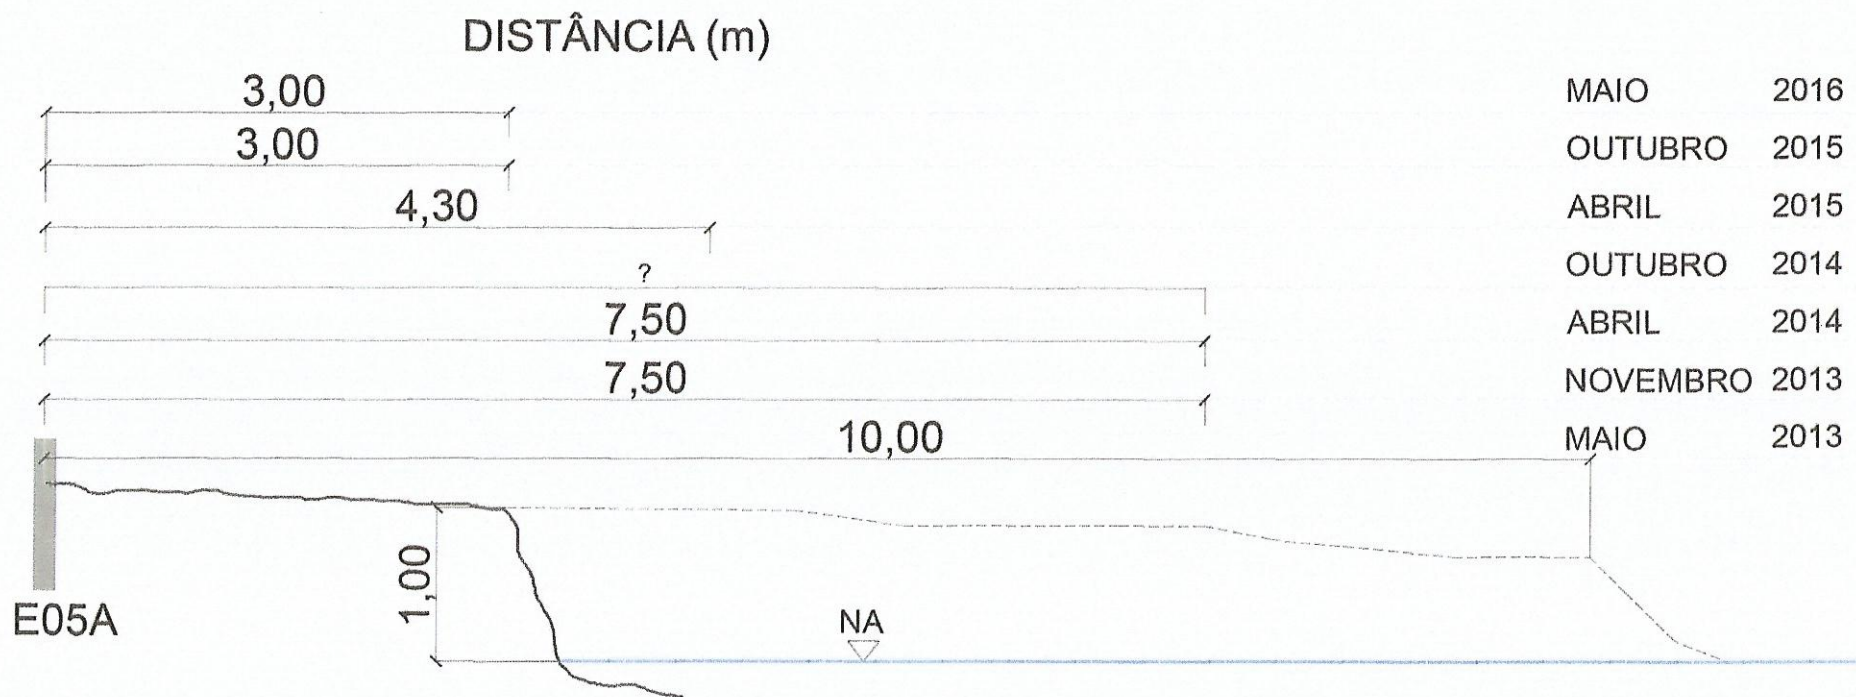 DISTÂNCIA (m)
3,00 MAIO 2016
3,00 OUTUBRO 2015
4,30 ABRIL 2015
? OUTUBRO 2014
7,50 ABRIL 2014
7,50 NOVEMBRO 2013
10,00 MAIO 2013
1,00
E05A
NA